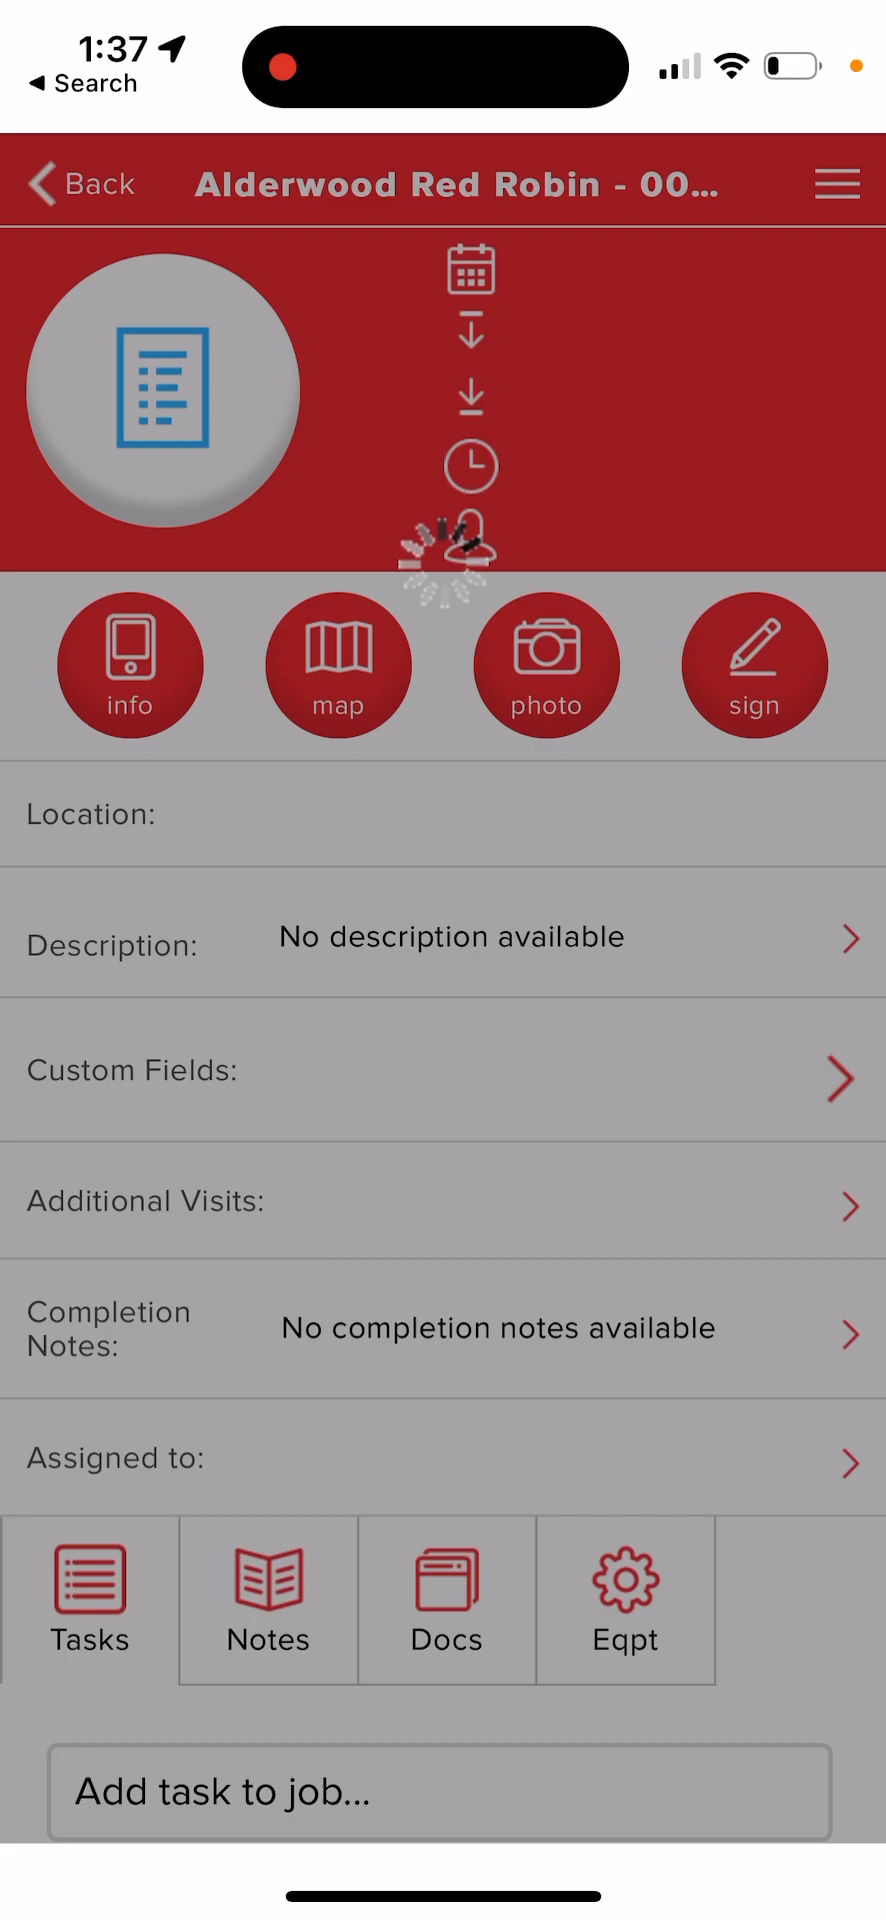 1:37
◀ Search
Back
Alderwood Red Robin - 00...
info
map
photo
sign
Location:
Description:
No description available
Custom Fields:
Additional Visits:
Completion
Notes:
No completion notes available
Assigned to:
Tasks
Notes
Docs
Eqpt
Add task to job...